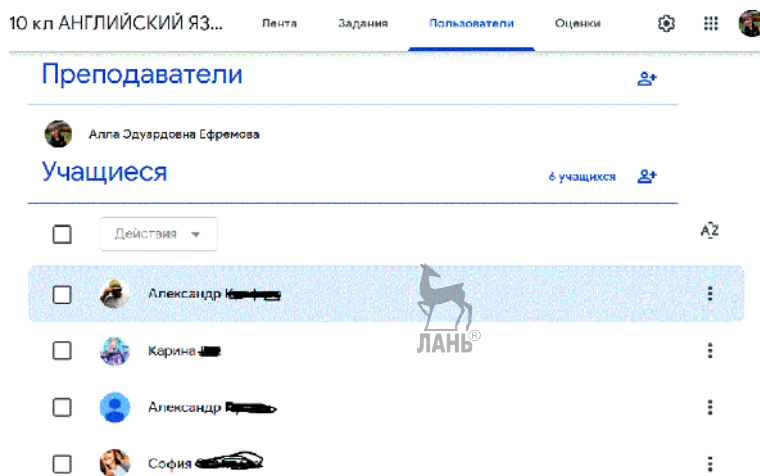 10 кл АНГЛИЙСКИЙ ЯЗ... Лента Задания Пользователи Оценки
Преподаватели
Алла Эдуардовна Ефремова
Учащиеся 6 учащихся
Действия AZ
Александр
ЛАНЬ®
Карина
Александр
София